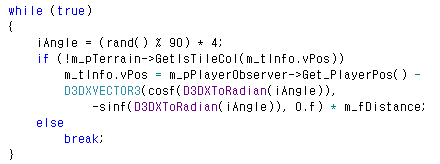 while (true)
{
iAngle = (rand() % 90) * 4;
if (!m_pTerrain->GetIsTileCol(m_tInfo.vPos))
m_tInfo.vPos = m_pPlayerObserver->Get_PlayerPos() -
D3DXVECTOR3(cosf(D3DXToRadian(iAngle)),
-sinf(D3DXToRadian(iAngle)), 0.f) * m_fDistance;
else
break;
}